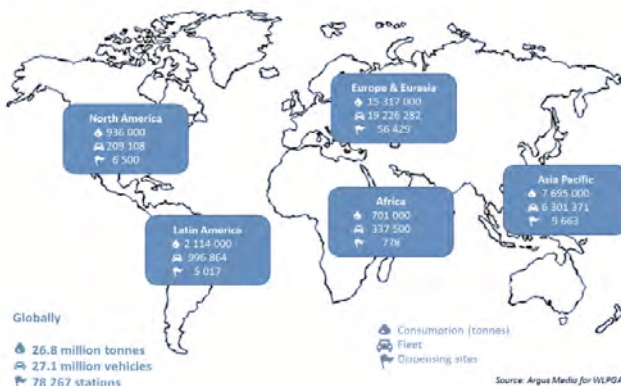 Europe & Eurasia
15 317 000
19 226 282
56 429
North America
936 000
209 108
6 500
Asia Pacific
7 695 000
6 301 371
9 663
Africa
701 000
337 500
778
Latin America
2 114 000
996 864
5 017
Globally
26.8 million tonnes
27.1 million vehicles
78 267 stations
Consumption (tonnes)
Fleet
Dispensing sites
Source: Argus Media for WLPGA